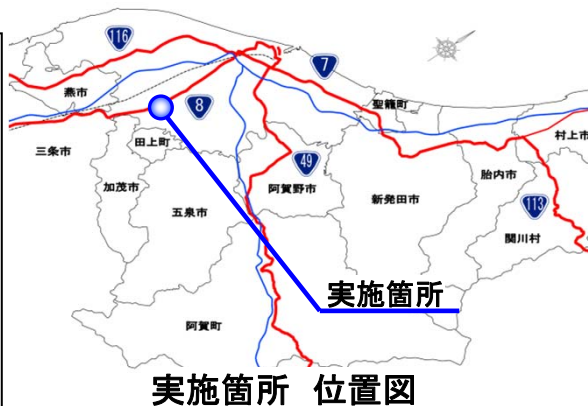 116
7
燕市
8
聖籠町
三条市
田上町
49
村上市
加茂市
阿賀野市
新発田市
胎内市
五泉市
113
関川村
実施箇所
阿賀町
実施箇所 位置図